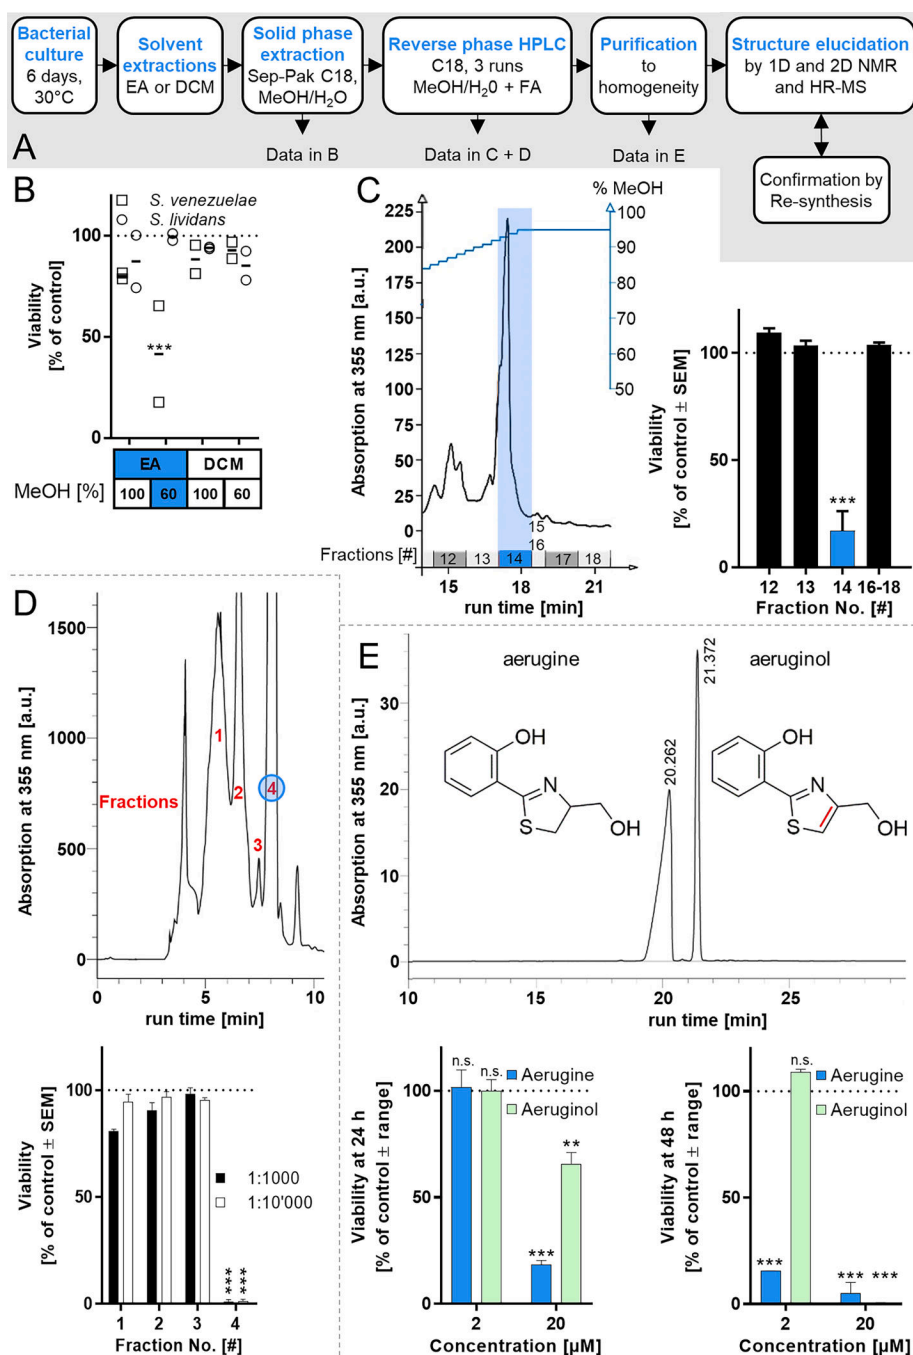 Bacterial culture
6 days,
30°C
Solvent extractions
EA or DCM
Solid phase extraction
Sep-Pak C18,
MeOH/H₂O
Reverse phase HPLC
C18, 3 runs
MeOH/H₂0 + FA
Purification
to
homogeneity
Structure elucidation
by 1D and 2D NMR
and HR-MS
A
Data in B
Data in C + D
Data in E
Confirmation by
Re-synthesis
B
S. venezuelae
S. lividans
Viability
[% of control]
100
50
0
***
EA
DCM
MeOH [%]
100
60
100
60
C
% MeOH
Absorption at 355 nm [a.u.]
225
200
175
150
125
100
75
50
25
0
100
95
90
80
70
60
50
15
16
Fractions [#]
12
13
14
17
18
15
18
21
run time [min]
Viability
[% of control ± SEM]
100
50
0
***
12
13
14
16-18
Fraction No. [#]
D
Absorption at 355 nm [a.u.]
1500
1000
500
0
Fractions
1
2
3
4
0
5
10
run time [min]
Viability
[% of control ± SEM]
100
50
0
1:1000
1:10'000
***
***
1
2
3
4
Fraction No. [#]
E
aerugine
aeruginol
Absorption at 355 nm [a.u.]
30
20
10
0
20.262
21.372
OH
N
S
OH
OH
N
S
OH
10
15
20
25
run time [min]
Viability at 24 h
[% of control ± range]
100
50
0
n.s.
n.s.
***
**
Aerugine
Aeruginol
2
20
Concentration [µM]
Viability at 48 h
[% of control ± range]
100
50
0
n.s.
***
***
***
Aerugine
Aeruginol
2
20
Concentration [µM]